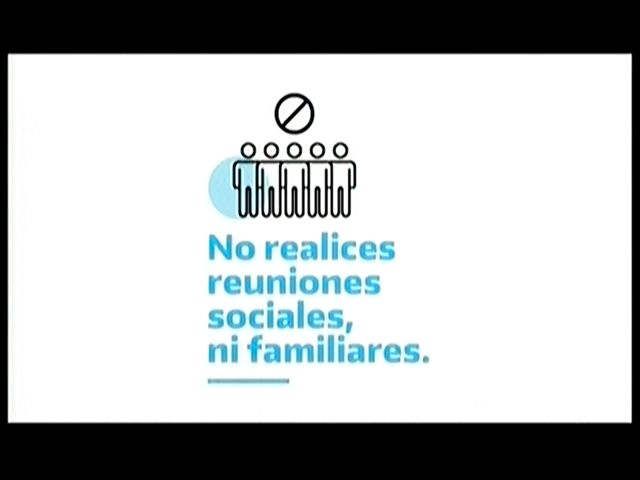 No realices
reuniones
sociales,
ni familiares.